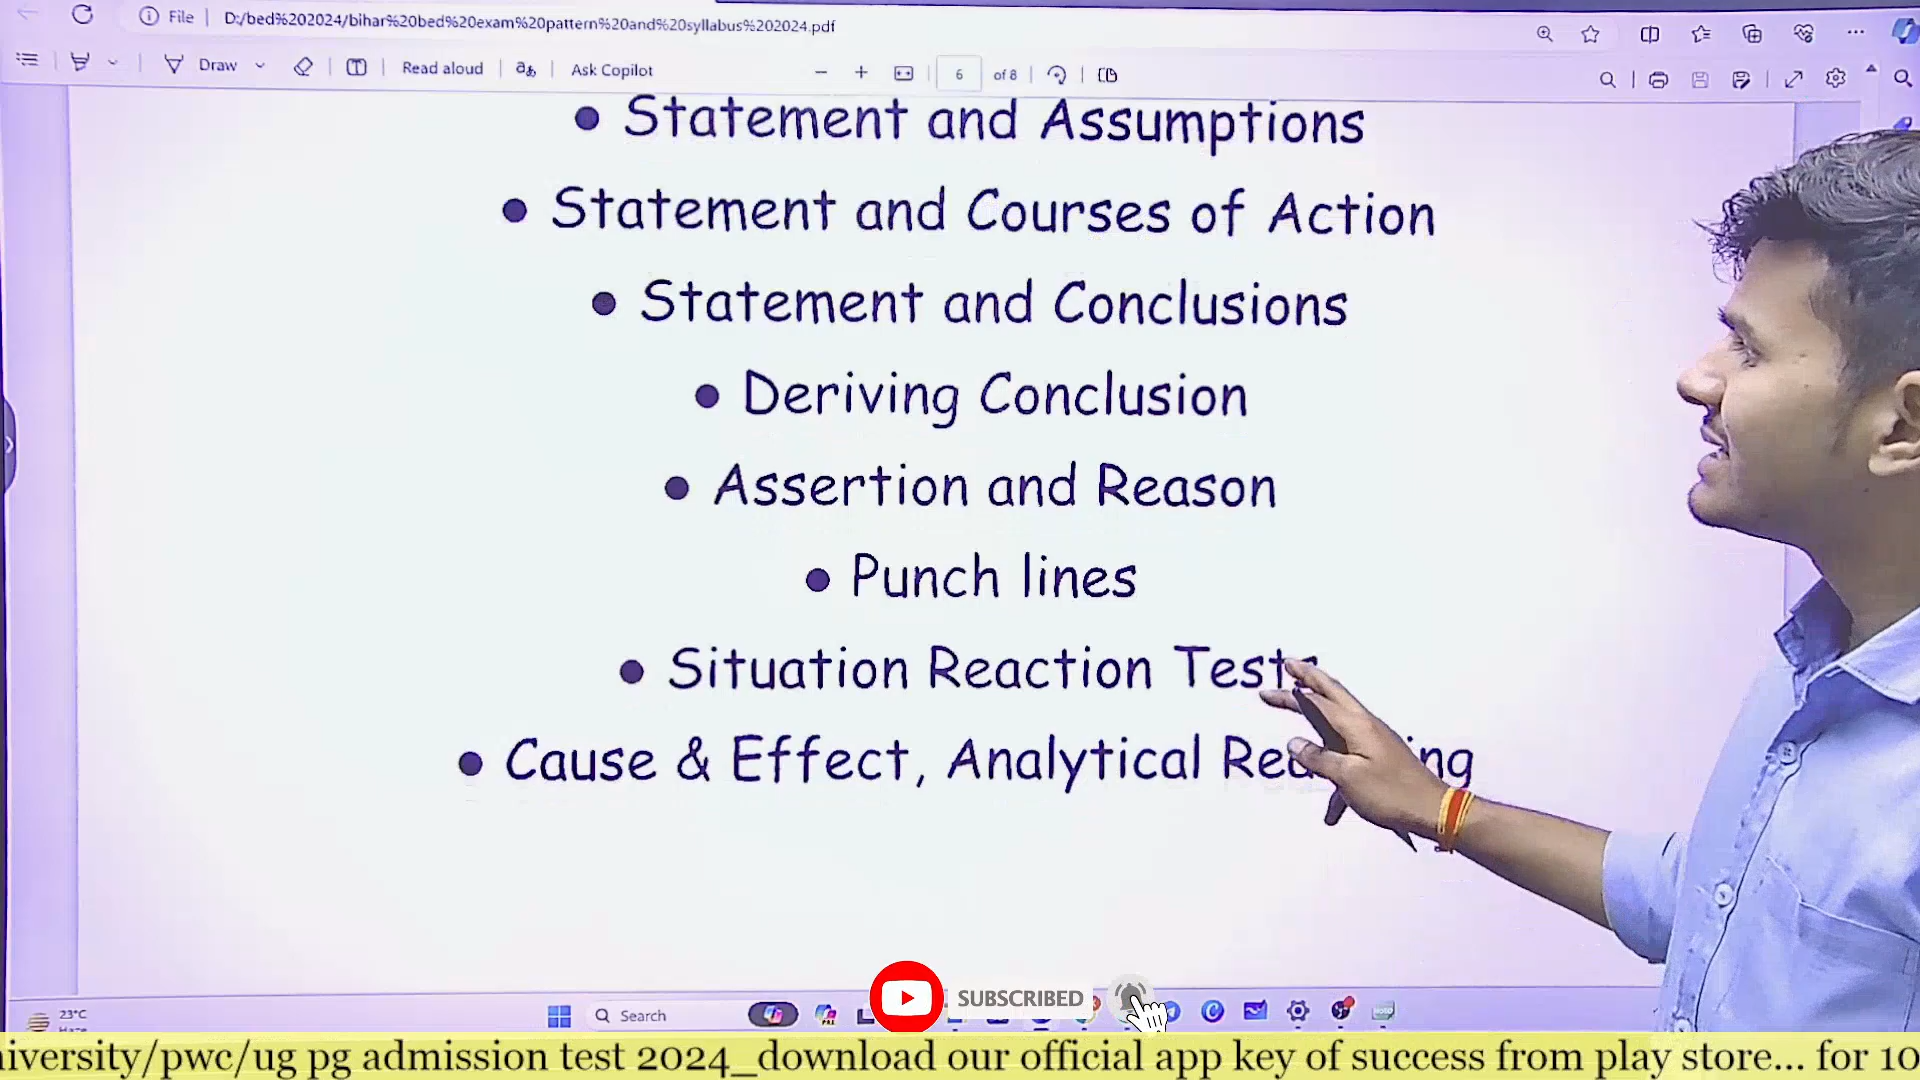 File | D:/bed%202024/bihar%20bed%20exam%20pattern%20and%20syllabus%202024.pdf
Draw
Read aloud
Ask Copilot
6 of 8
• Statement and Assumptions
• Statement and Courses of Action
• Statement and Conclusions
• Deriving Conclusion
• Assertion and Reason
• Punch lines
• Situation Reaction Tests
• Cause & Effect, Analytical
23°C
Haze
Search
SUBSCRIBED
niversity/pwc/ug pg admission test 2024_download our official app key of success from play store... for 10